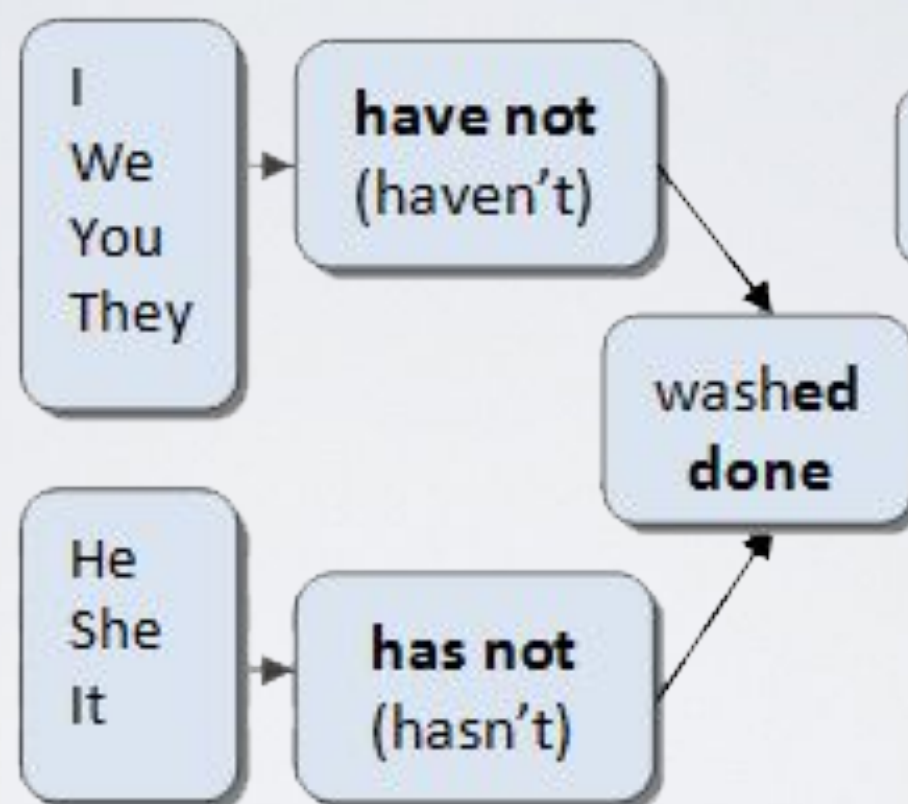 I
We
You
They
have not
(haven't)
washed
done
He
She
It
has not
(hasn't)